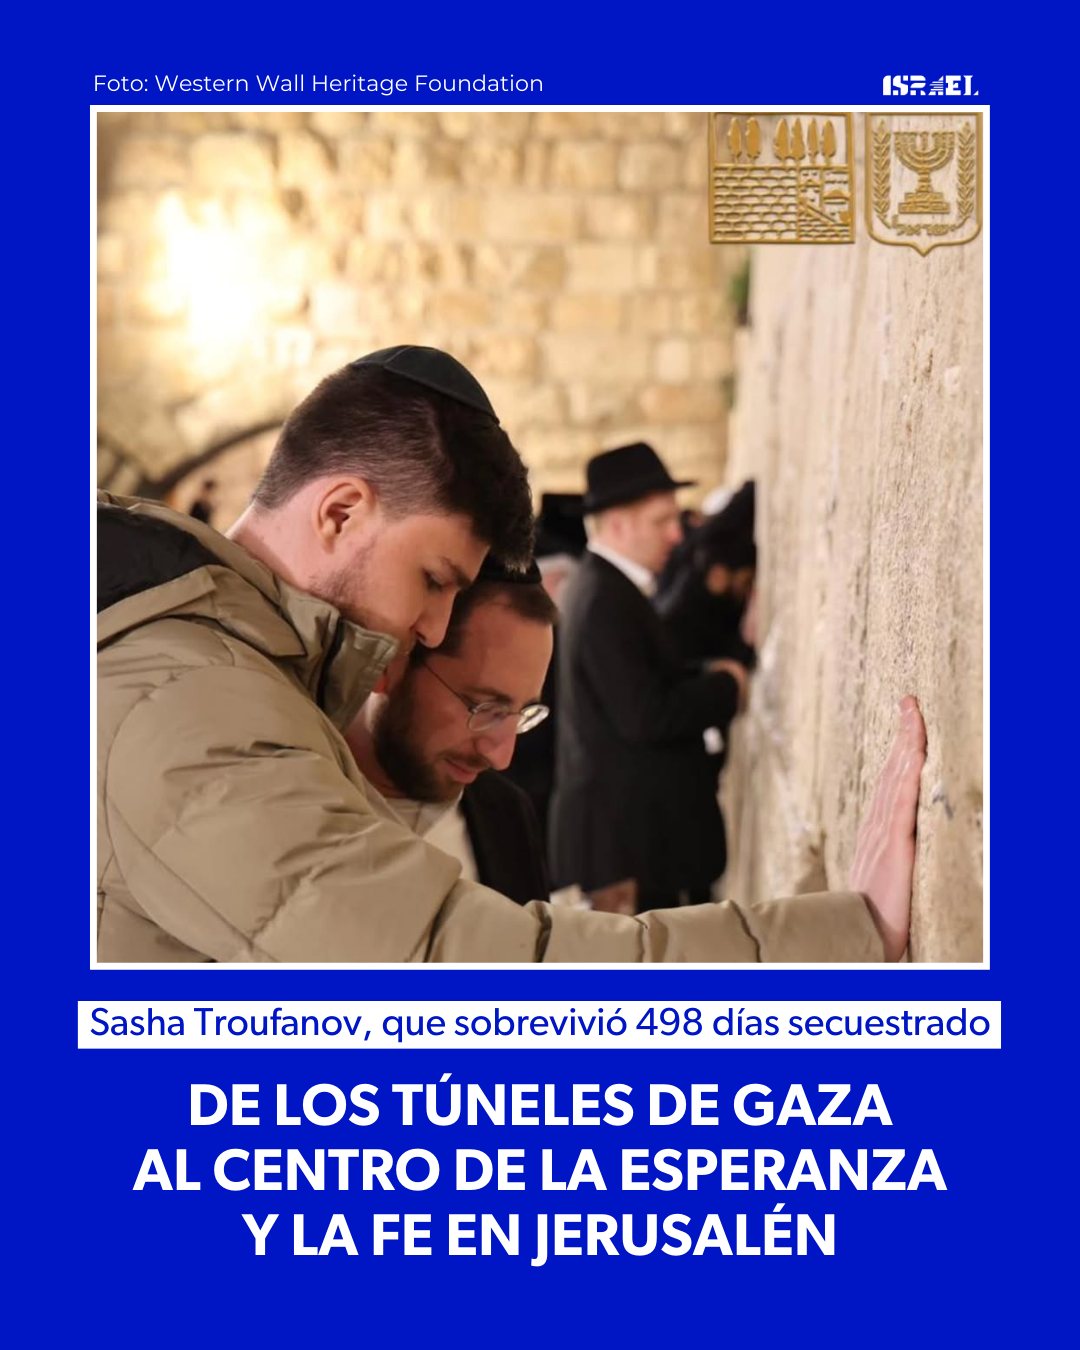 Foto: Western Wall Heritage Foundation
ISRAEL
ישראל
Sasha Troufanov, que sobrevivió 498 días secuestrado
DE LOS TÚNELES DE GAZA
AL CENTRO DE LA ESPERANZA
Y LA FE EN JERUSALÉN